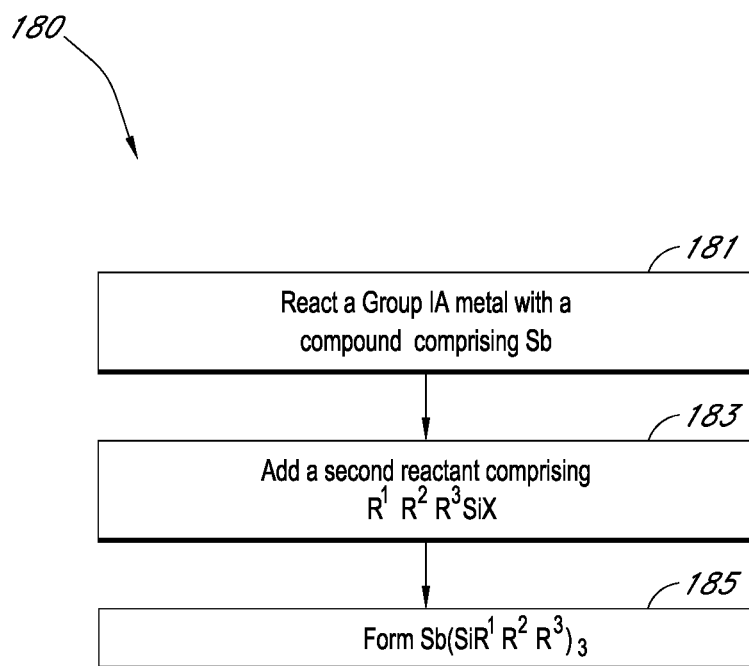 180
181
React a Group IA metal with a
compound comprising Sb
183
Add a second reactant comprising
R¹ R² R³SiX
185
Form Sb(SiR¹ R² R³)₃